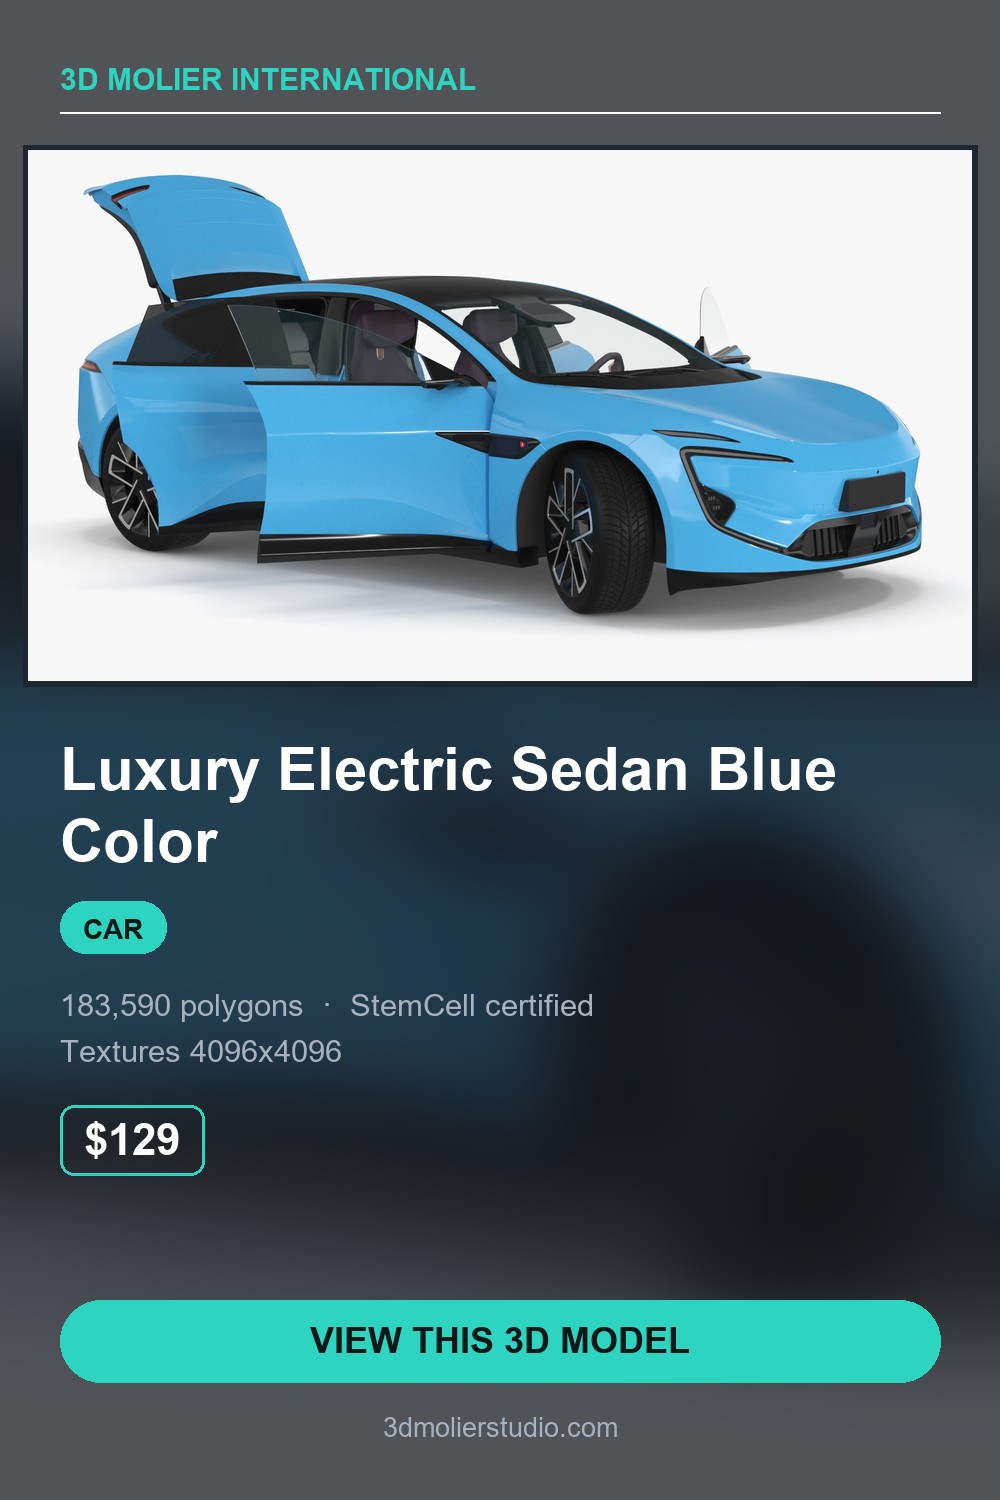 3D MOLIER INTERNATIONAL
Luxury Electric Sedan Blue
Color
CAR
183,590 polygons · StemCell certified
Textures 4096x4096
$129
VIEW THIS 3D MODEL
3dmolierstudio.com